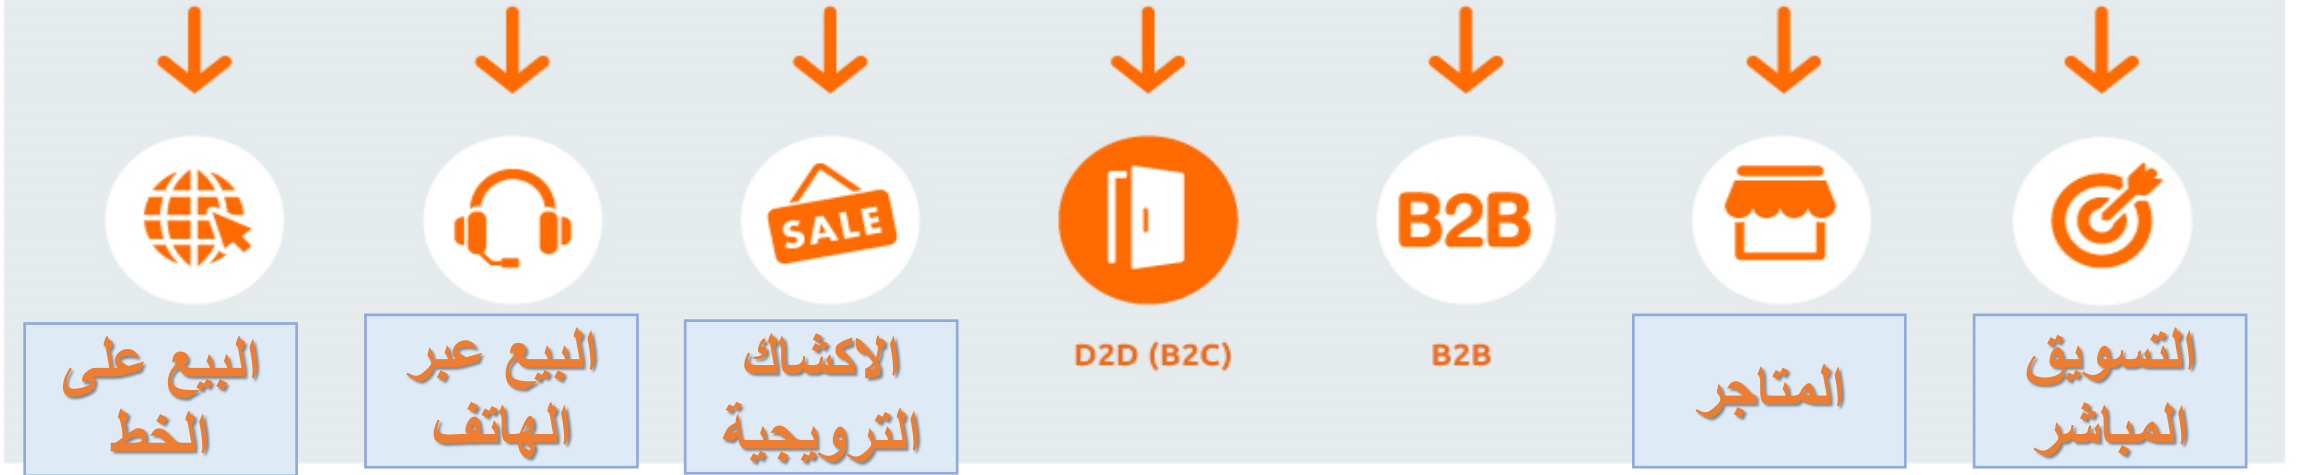 SALE
B2B
البيع على
الخط
البيع عبر
الهاتف
الاكشاك
الترويجية
D2D (B2C)
B2B
المتاجر
التسويق
المباشر